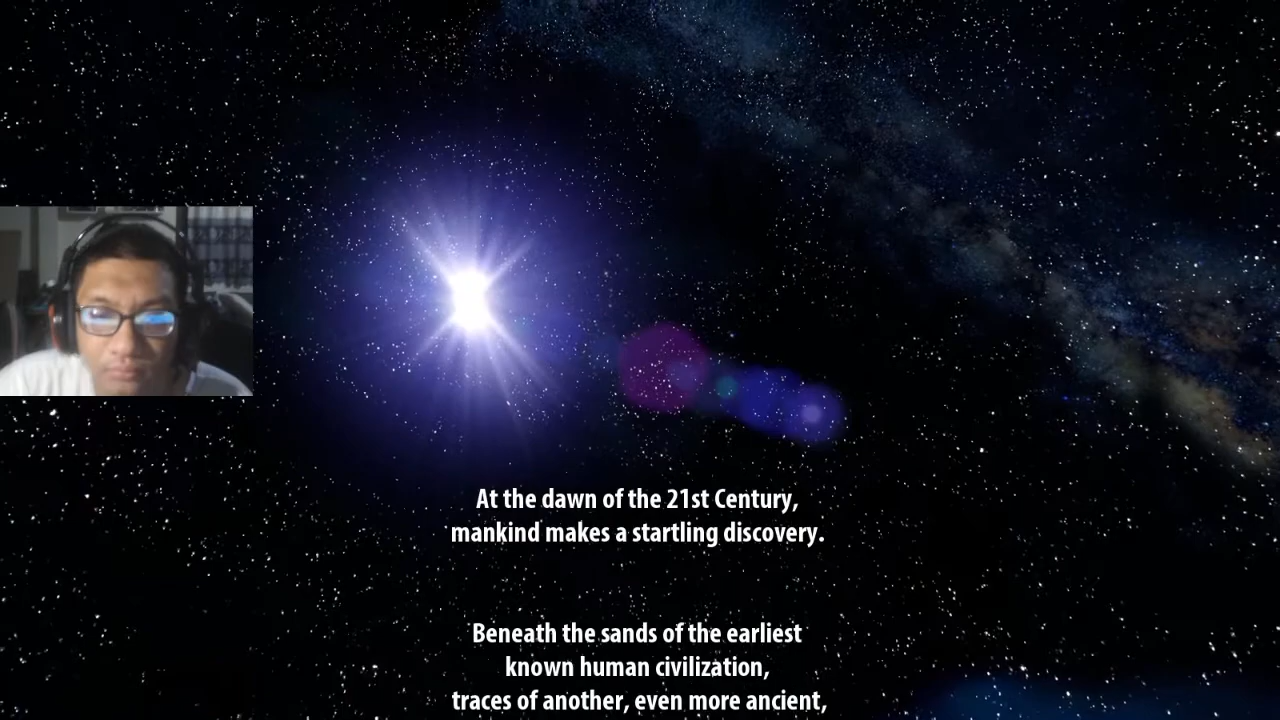 At the dawn of the 21st Century,
mankind makes a startling discovery.
Beneath the sands of the earliest
known human civilization,
traces of another, even more ancient,